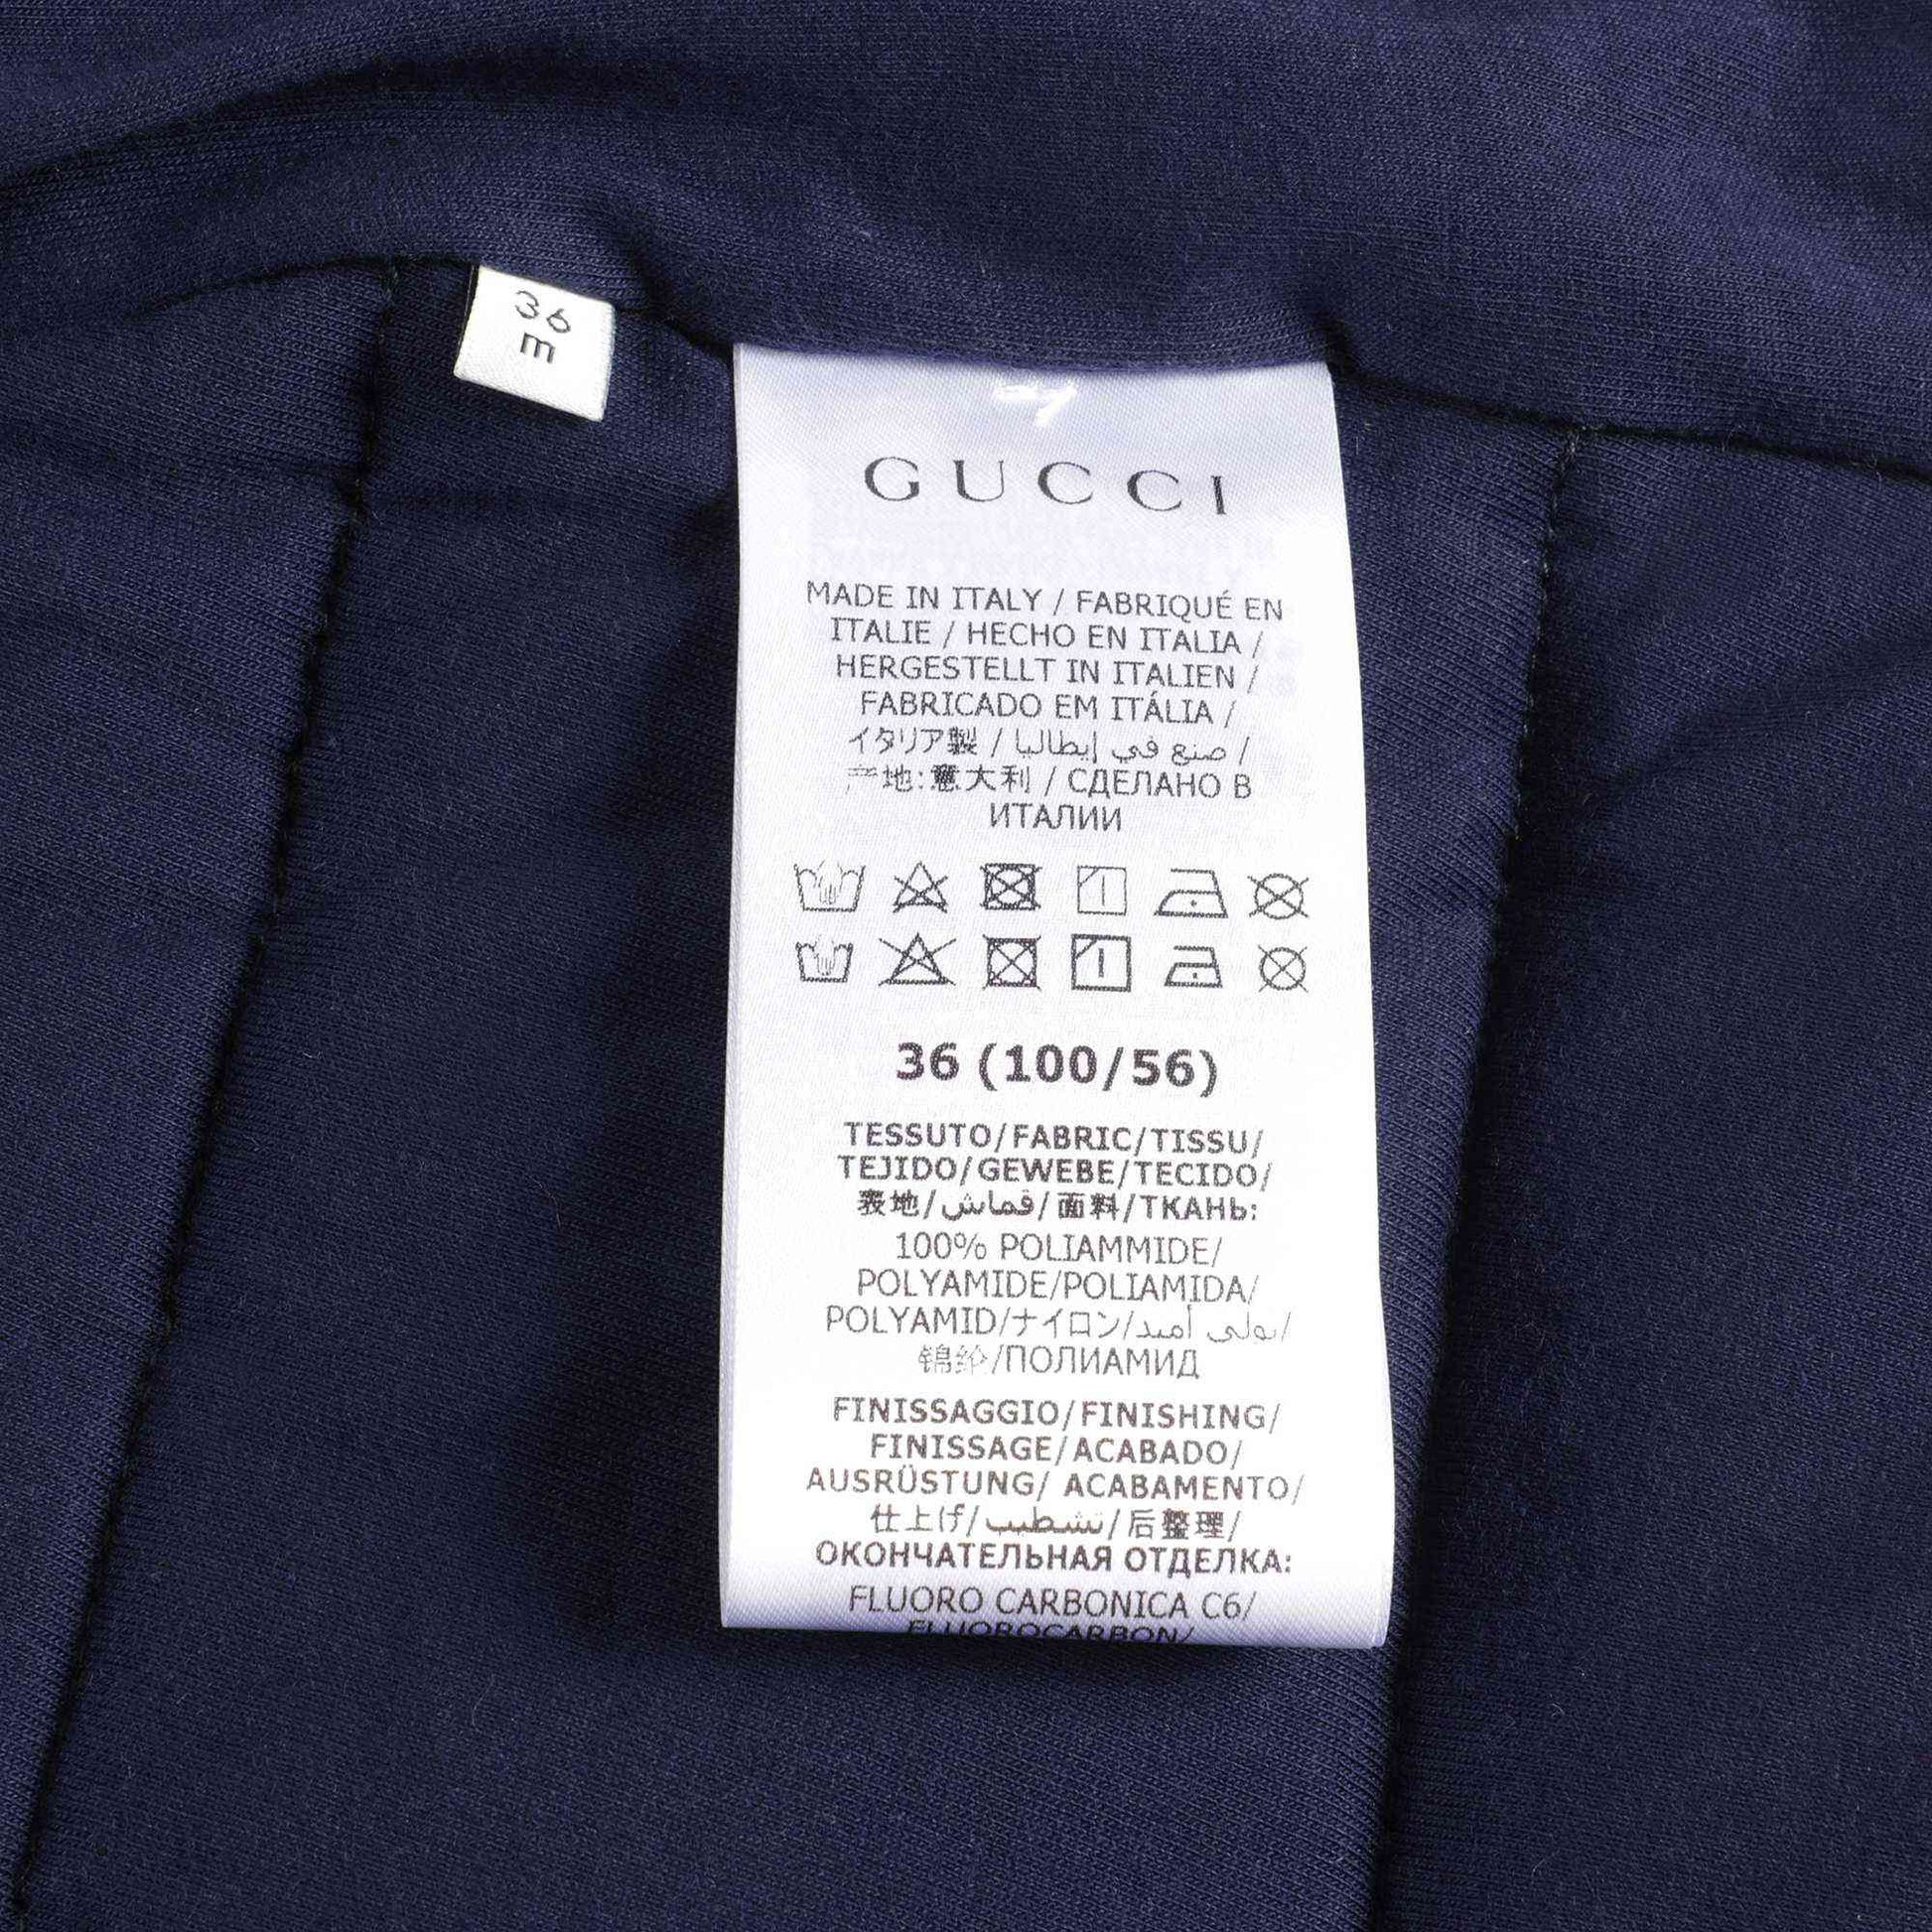 36
m
GUCCI
MADE IN ITALY / FABRIQUÉ EN
ITALIE / HECHO EN ITALIA /
HERGESTELLT IN ITALIEN /
FABRICADO EM ITÁLIA /
イタリア製 / صنع في إيطاليا /
产地:意大利 / СДЕЛАНО В
ИТАЛИИ
36 (100/56)
TESSUTO/FABRIC/TISSU/
TEJIDO/GEWEBE/TECIDO/
表地/قماش/面料/ТКАНЬ:
100% POLIAMMIDE/
POLYAMIDE/POLIAMIDA/
POLYAMID/ナイロン/بولي أميد/
锦纶/ПОЛИАМИД
FINISSAGGIO/FINISHING/
FINISSAGE/ACABADO/
AUSRÜSTUNG/ ACABAMENTO/
仕上げ/تشطيب/后整理/
ОКОНЧАТЕЛЬНАЯ ОТДЕЛКА:
FLUORO CARBONICA C6/
FLUOROCARBON/